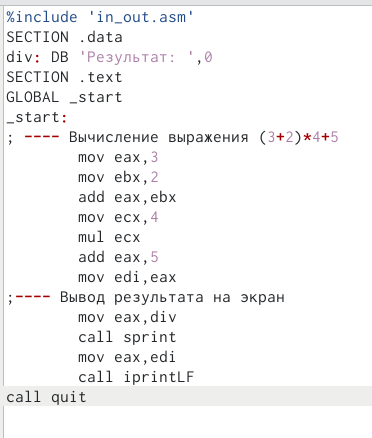 %include 'in_out.asm'
SECTION .data
div: DB 'Результат: ',0
SECTION .text
GLOBAL _start
_start:
; ---- Вычисление выражения (3+2)*4+5
mov eax,3
mov ebx,2
add eax,ebx
mov ecx,4
mul ecx
add eax,5
mov edi,eax
;---- Вывод результата на экран
mov eax,div
call sprint
mov eax,edi
call iprintLF
call quit